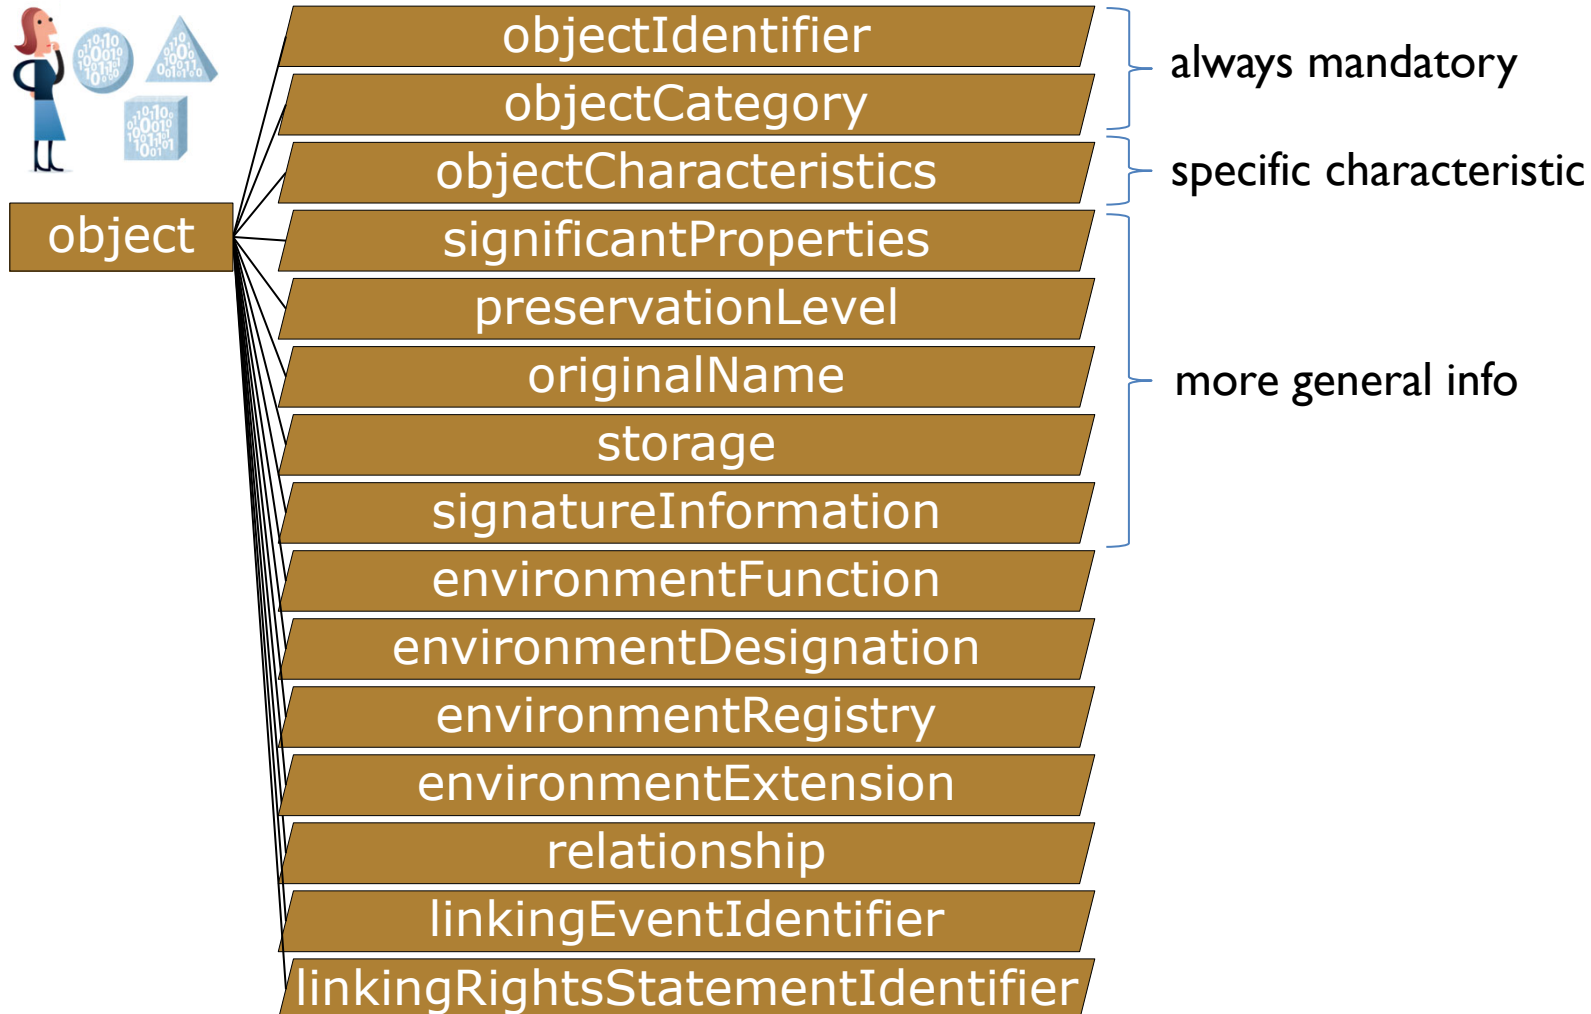 objectIdentifier
objectCategory
always mandatory
objectCharacteristics
specific characteristic
object
significantProperties
preservationLevel
originalName
more general info
storage
signatureInformation
environmentFunction
environmentDesignation
environmentRegistry
environmentExtension
relationship
linkingEventIdentifier
linkingRightsStatementIdentifier